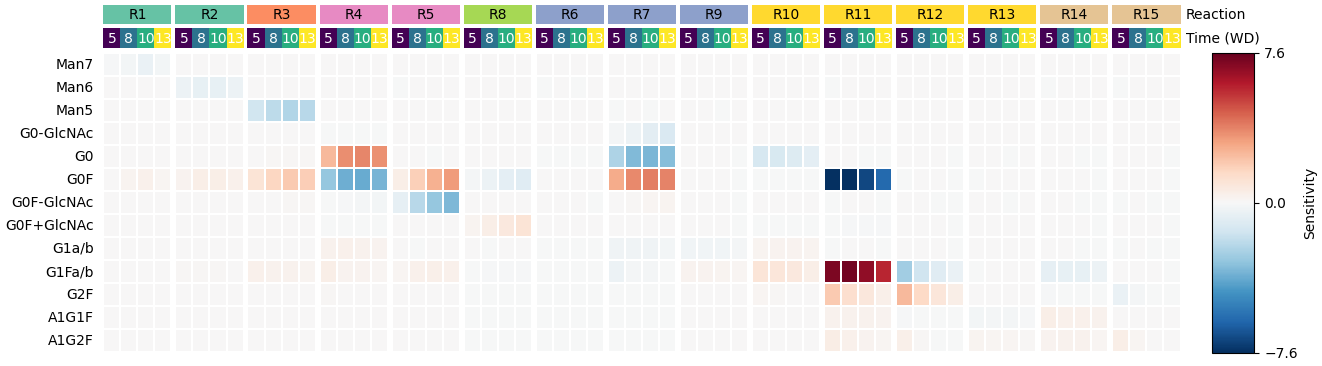 R1 R2 R3 R4 R5 R8 R6 R7 R9 R10 R11 R12 R13 R14 R15 Reaction
5 8 10 13 5 8 10 13 5 8 10 13 5 8 10 13 5 8 10 13 5 8 10 13 5 8 10 13 5 8 10 13 5 8 10 13 5 8 10 13 5 8 10 13 5 8 10 13 5 8 10 13 5 8 10 13 5 8 10 13 Time (WD)
Man7
Man6
Man5
G0-GlcNAc
G0
G0F
G0F-GlcNAc
G0F+GlcNAc
G1a/b
G1Fa/b
G2F
A1G1F
A1G2F
7.6
0.0
−7.6
Sensitivity